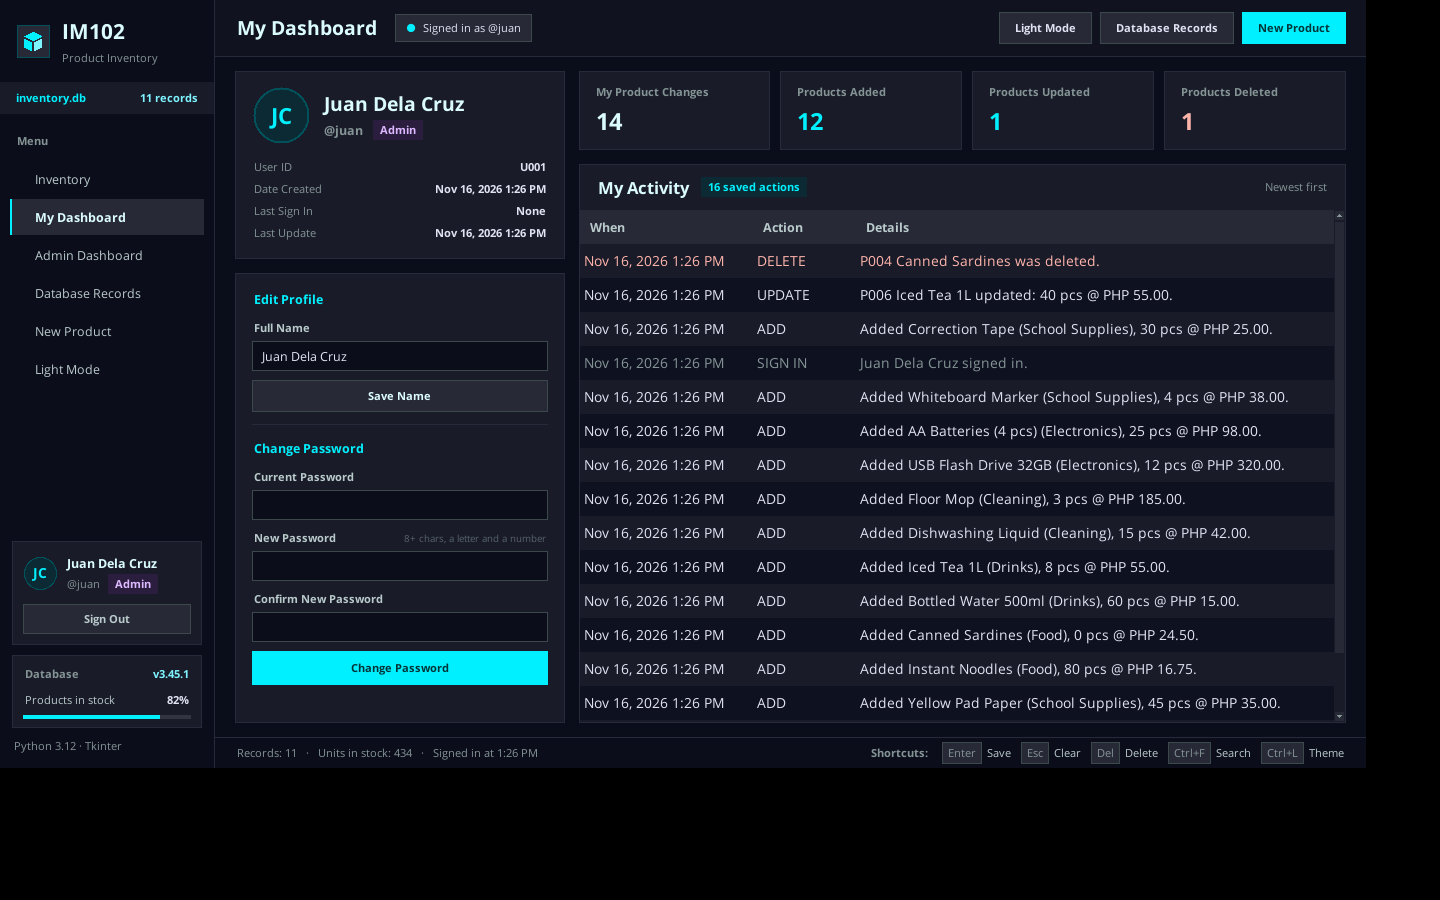 IM102
Product Inventory
inventory.db 11 records
Menu
Inventory
My Dashboard
Admin Dashboard
Database Records
New Product
Light Mode
JC
Juan Dela Cruz
@juan Admin
Sign Out
Database v3.45.1
Products in stock 82%
Python 3.12 · Tkinter
My Dashboard Signed in as @juan Light Mode Database Records New Product
JC
Juan Dela Cruz
@juan Admin
User ID U001
Date Created Nov 16, 2026 1:26 PM
Last Sign In None
Last Update Nov 16, 2026 1:26 PM
Edit Profile
Full Name
Juan Dela Cruz
Save Name
Change Password
Current Password
New Password 8+ chars, a letter and a number
Confirm New Password
Change Password
My Product Changes
14
Products Added
12
Products Updated
1
Products Deleted
1
My Activity 16 saved actions Newest first
When Action Details
Nov 16, 2026 1:26 PM DELETE P004 Canned Sardines was deleted.
Nov 16, 2026 1:26 PM UPDATE P006 Iced Tea 1L updated: 40 pcs @ PHP 55.00.
Nov 16, 2026 1:26 PM ADD Added Correction Tape (School Supplies), 30 pcs @ PHP 25.00.
Nov 16, 2026 1:26 PM SIGN IN Juan Dela Cruz signed in.
Nov 16, 2026 1:26 PM ADD Added Whiteboard Marker (School Supplies), 4 pcs @ PHP 38.00.
Nov 16, 2026 1:26 PM ADD Added AA Batteries (4 pcs) (Electronics), 25 pcs @ PHP 98.00.
Nov 16, 2026 1:26 PM ADD Added USB Flash Drive 32GB (Electronics), 12 pcs @ PHP 320.00.
Nov 16, 2026 1:26 PM ADD Added Floor Mop (Cleaning), 3 pcs @ PHP 185.00.
Nov 16, 2026 1:26 PM ADD Added Dishwashing Liquid (Cleaning), 15 pcs @ PHP 42.00.
Nov 16, 2026 1:26 PM ADD Added Iced Tea 1L (Drinks), 8 pcs @ PHP 55.00.
Nov 16, 2026 1:26 PM ADD Added Bottled Water 500ml (Drinks), 60 pcs @ PHP 15.00.
Nov 16, 2026 1:26 PM ADD Added Canned Sardines (Food), 0 pcs @ PHP 24.50.
Nov 16, 2026 1:26 PM ADD Added Instant Noodles (Food), 80 pcs @ PHP 16.75.
Nov 16, 2026 1:26 PM ADD Added Yellow Pad Paper (School Supplies), 45 pcs @ PHP 35.00.
Records: 11 · Units in stock: 434 · Signed in at 1:26 PM
Shortcuts: Enter Save Esc Clear Del Delete Ctrl+F Search Ctrl+L Theme